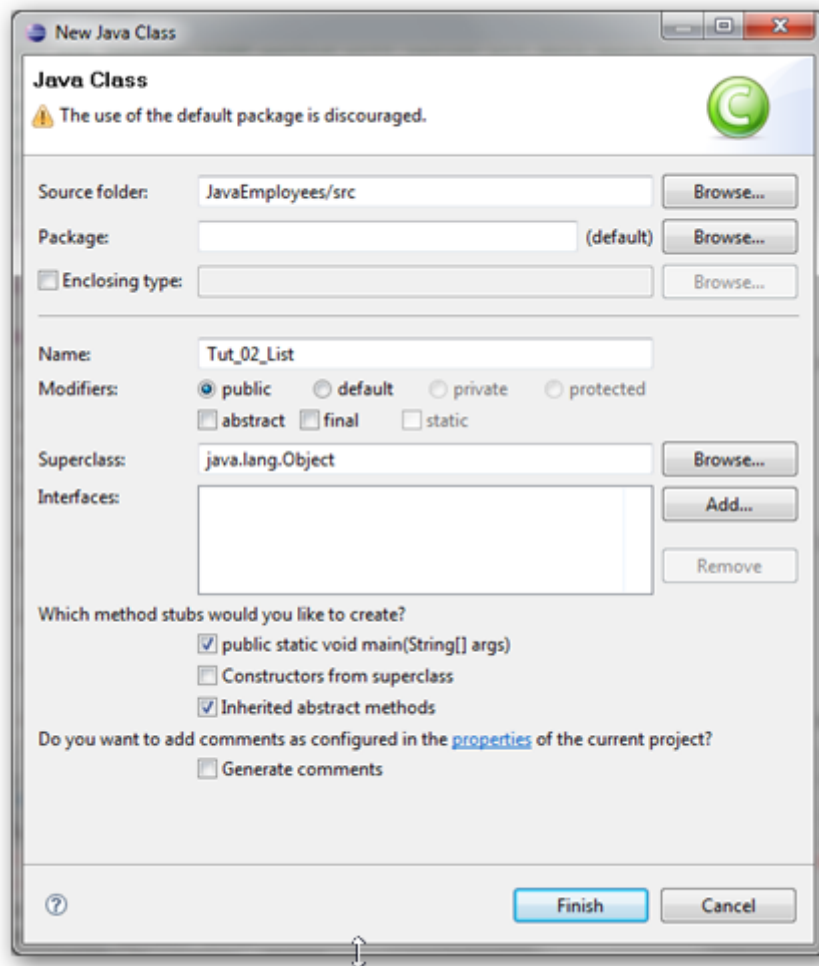 New Java Class
Java Class
The use of the default package is discouraged.
Source folder: JavaEmployees/src Browse...
Package: (default) Browse...
Enclosing type: Browse...
Name: Tut_02_List
Modifiers: public default private protected
abstract final static
Superclass: java.lang.Object Browse...
Interfaces: Add...
Remove
Which method stubs would you like to create?
public static void main(String[] args)
Constructors from superclass
Inherited abstract methods
Do you want to add comments as configured in the properties of the current project?
Generate comments
Finish Cancel